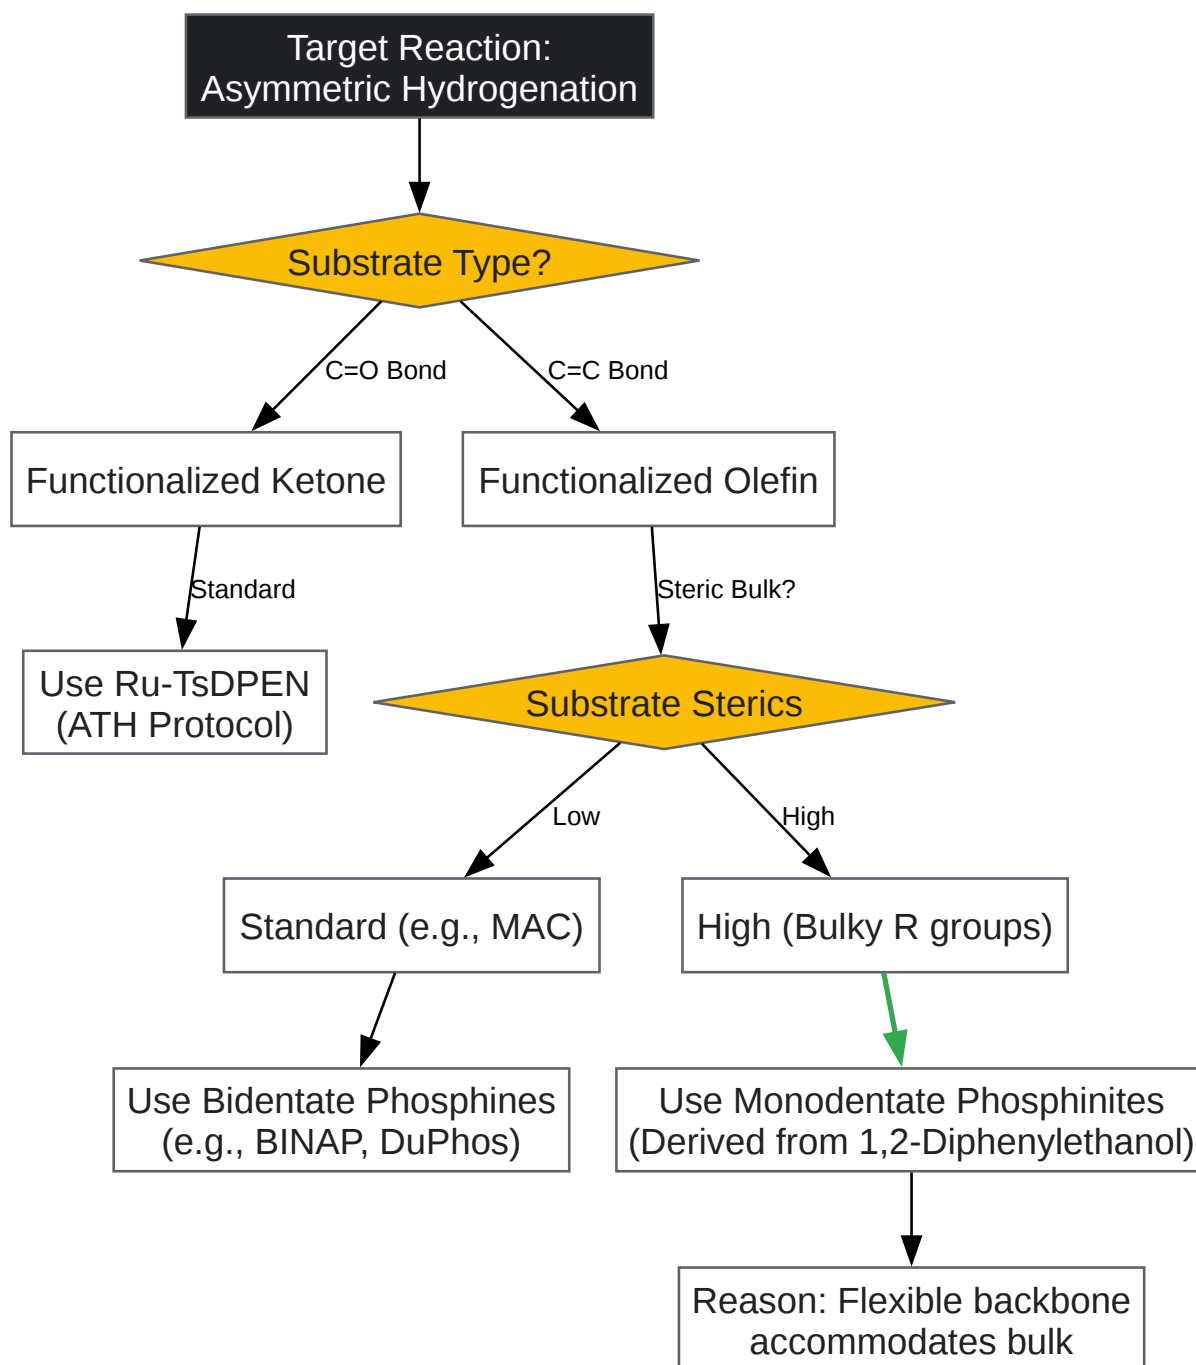 Target Reaction:
Asymmetric Hydrogenation
Substrate Type?
C=O Bond
C=C Bond
Functionalized Ketone
Functionalized Olefin
Standard
Steric Bulk?
Use Ru-TsDPEN
(ATH Protocol)
Substrate Sterics
Low
High
Standard (e.g., MAC)
High (Bulky R groups)
Use Bidentate Phosphines
(e.g., BINAP, DuPhos)
Use Monodentate Phosphinites
(Derived from 1,2-Diphenylethanol)
Reason: Flexible backbone
accommodates bulk